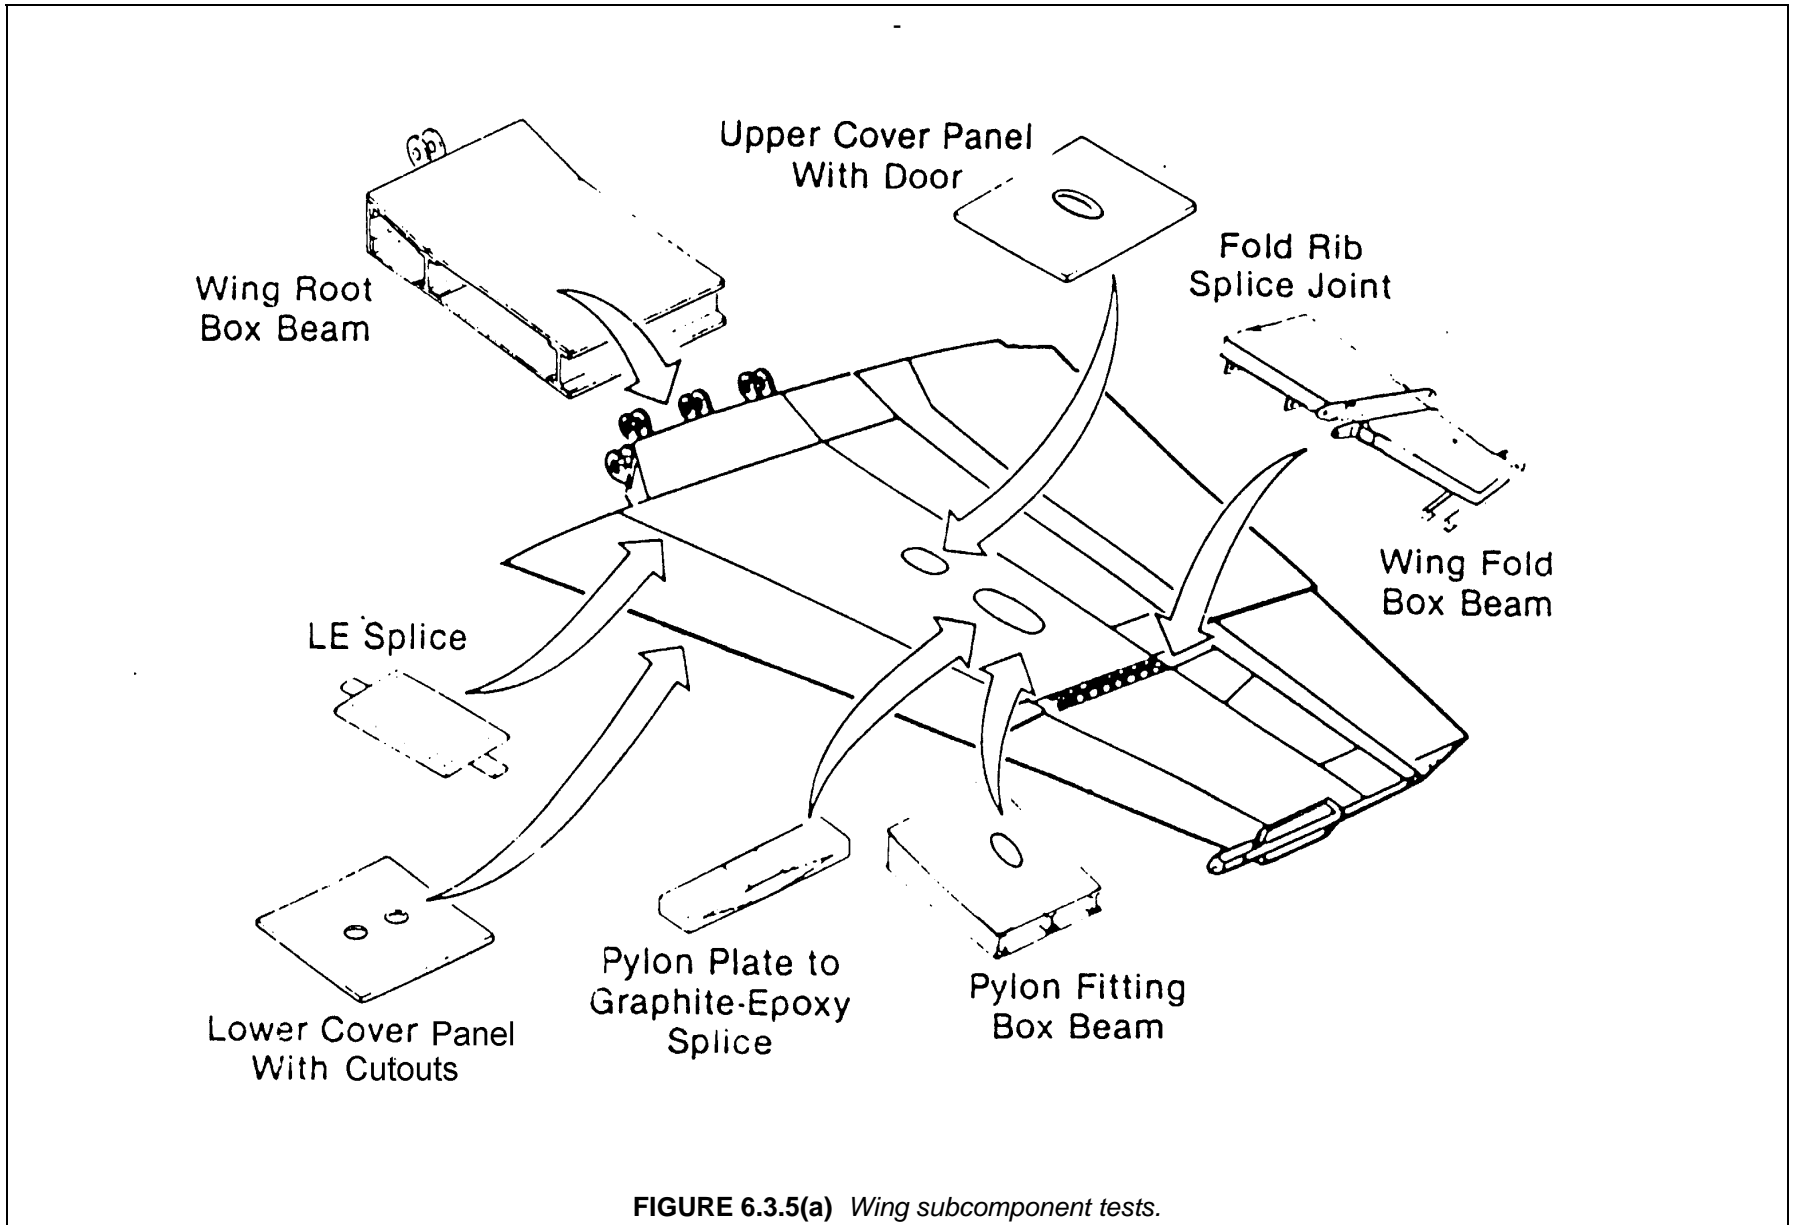 Upper Cover Panel
With Door
Fold Rib
Splice Joint
Wing Root
Box Beam
Wing Fold
Box Beam
LE Splice
Pylon Plate to
Graphite-Epoxy
Splice
Pylon Fitting
Box Beam
Lower Cover Panel
With Cutouts
FIGURE 6.3.5(a) Wing subcomponent tests.